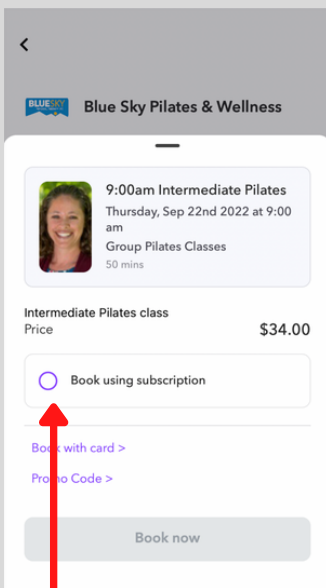 BLUESKY
Blue Sky Pilates & Wellness
9:00am Intermediate Pilates
Thursday, Sep 22nd 2022 at 9:00
am
Group Pilates Classes
50 mins
Intermediate Pilates class
Price
$34.00
Book using subscription
Book with card >
Promo Code >
Book now